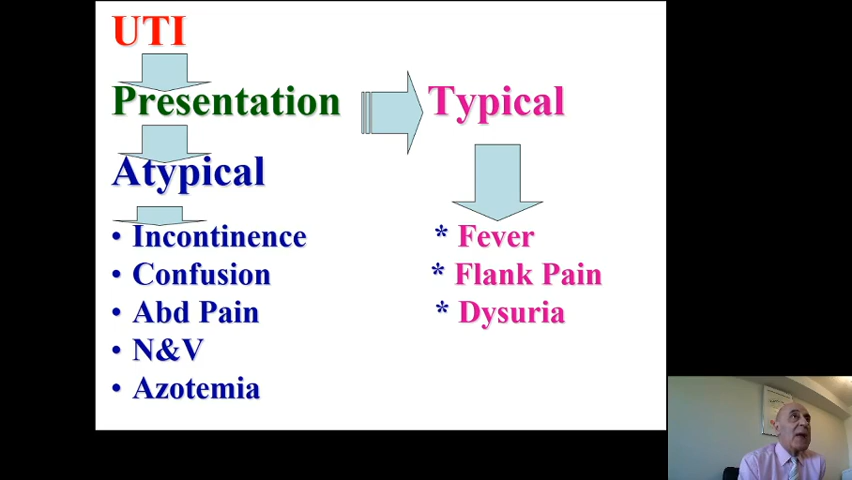 UTI
Presentation
Typical
Atypical
• Incontinence
• Confusion
• Abd Pain
• N&V
• Azotemia
* Fever
* Flank Pain
* Dysuria